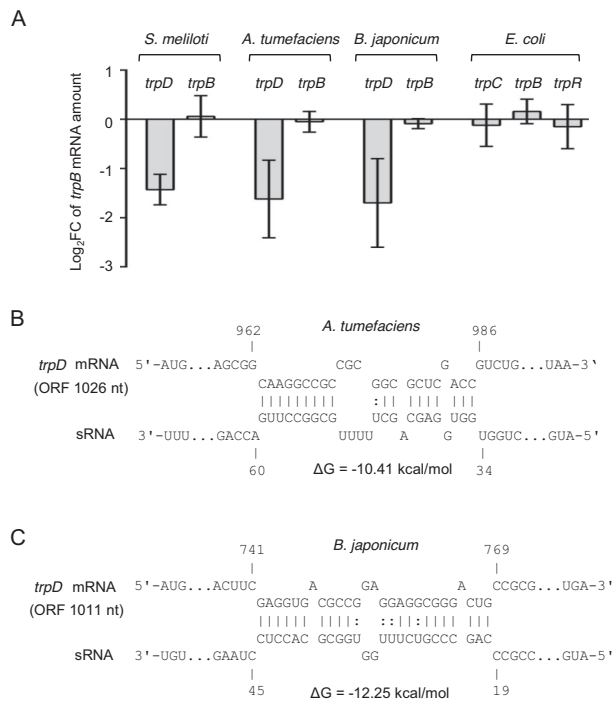 A
S. meliloti A. tumefaciens B. japonicum E. coli
trpD trpB trpD trpB trpD trpB trpC trpB trpR
Log2FC of trpB mRNA amount
1
0
-1
-2
-3
B
A. tumefaciens
962 986
trpD mRNA 5'-AUG...AGCGG CGC G GUCUG...UAA-3'
(ORF 1026 nt) CAAGGCCGC GGC GCUC ACC
||||||||| :|| |||| |||
GUUCCGGCG UCG CGAG UGG
sRNA 3'-UUU...GACCA UUUU A G UGGUC...GUA-5'
60 ΔG = -10.41 kcal/mol 34
C
B. japonicum
741 769
trpD mRNA 5'-AUG...ACUUC A GA A CCGCG...UGA-3'
(ORF 1011 nt) GAGGUG CGCCG GGAGGCGGG CUG
|||||| ||||: ::||:|||| |||
CUCCAC GCGGU UUUCUGCCC GAC
sRNA 3'-UGU...GAAUC GG CCGCC...GUA-5'
45 ΔG = -12.25 kcal/mol 19